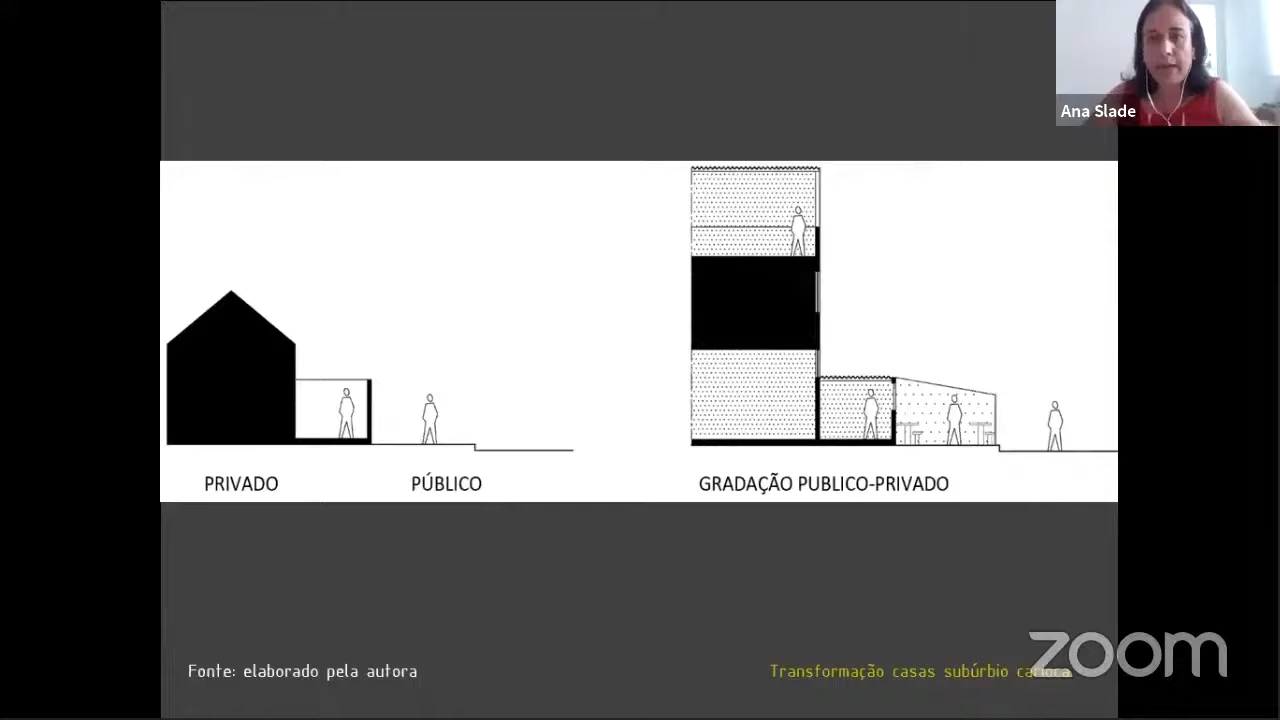 Ana Slade
PRIVADO
PÚBLICO
GRADAÇÃO PUBLICO-PRIVADO
Fonte: elaborado pela autora
Transformação casas subúrbio carioca
zoom